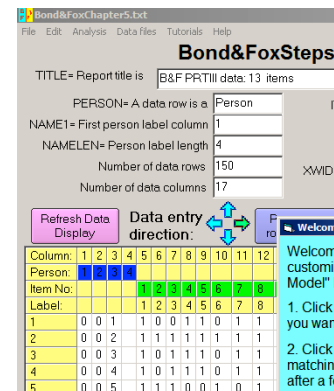 Bond&FoxChapter5.txt
File Edit Analysis Data files Tutorials Help
Bond&FoxSteps
TITLE= Report title is B&F PRTIII data: 13 items
PERSON= A data row is a Person
NAME1= First person label column 1
NAMELEN= Person label length 4
Number of data rows 150
XWID
Number of data columns 17
Refresh Data Display
Data entry direction:
Welcom
Column: 1 2 3 4 5 6 7 8 9 10 11 12
Person: 1 2 3 4
Item No: 1 2 3 4 5 6 7 8
Label: 1 2 3 4 5 6 7 8
1 0 0 1 1 0 0 1 1 0 1 1
2 0 0 2 1 1 1 1 1 1 1 1
3 0 0 3 1 0 1 1 0 1 1
4 0 0 4 1 1 1 1 0 1 1
5 0 0 5 1 1 0 0 1 0 1
Welcom
customi
Model"
1. Click
you wan
2. Click
matchin
after a f